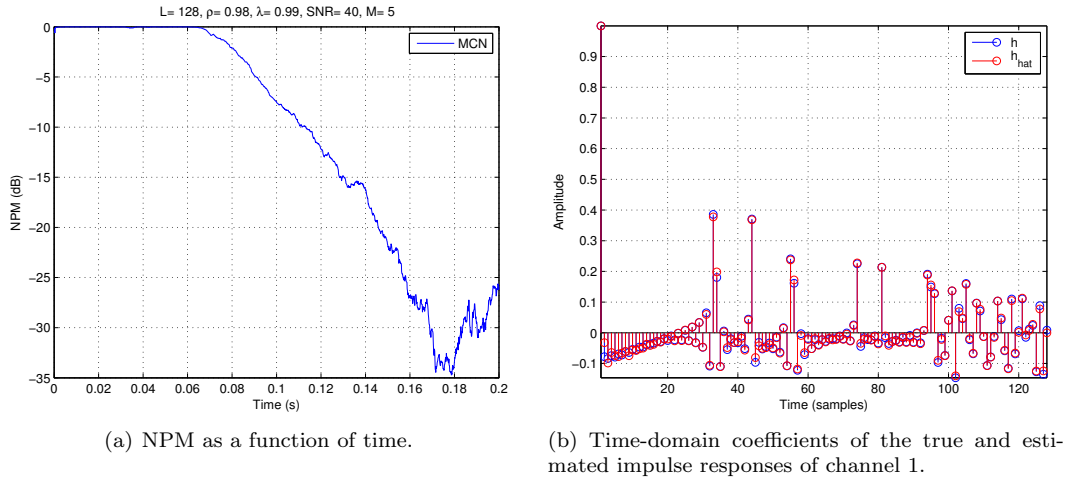 L= 128, ρ= 0.98, λ= 0.99, SNR= 40, M= 5
MCN
0
−5
−10
−15
−20
−25
−30
−35
NPM (dB)
0 0.02 0.04 0.06 0.08 0.1 0.12 0.14 0.16 0.18 0.2
Time (s)
(a) NPM as a function of time.
h
h_hat
0.9
0.8
0.7
0.6
0.5
0.4
0.3
0.2
0.1
0
−0.1
Amplitude
20 40 60 80 100 120
Time (samples)
(b) Time-domain coefficients of the true and esti-
mated impulse responses of channel 1.